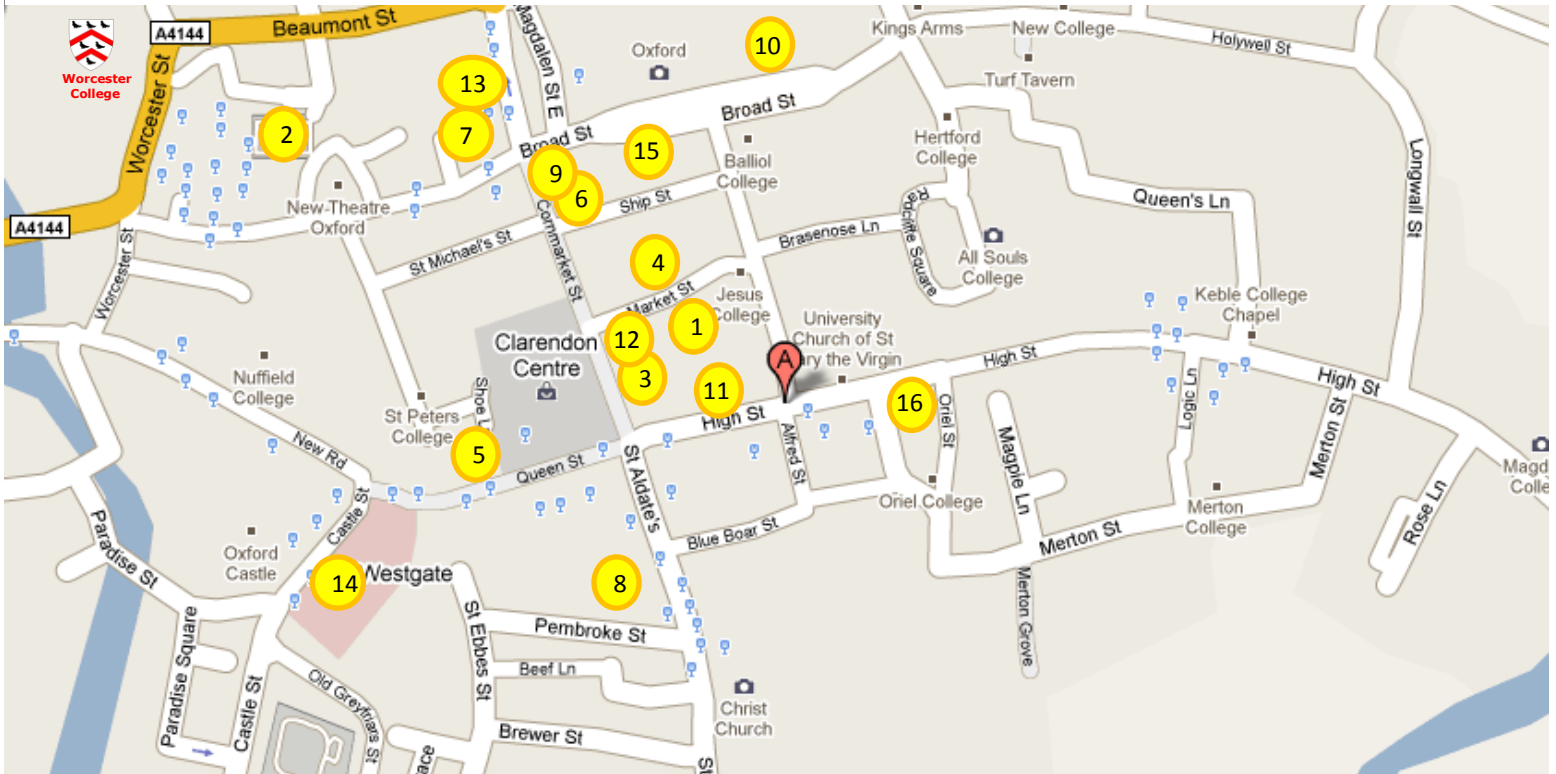 A4144
Beaumont St
Worcester
College
Worcester St
A4144
Worcester St
Magdalen St E
Oxford
10
Kings Arms
New College
Holywell St
Turf Tavern
13
2
7
Broad St
Broad St
15
Balliol
College
Hertford
College
Longwall St
9
6
Ship St
New Theatre
Oxford
St Michael's St
Cornmarket St
Radcliffe Square
Queen's Ln
Brasenose Ln
All Souls
College
4
Market St
Jesus
College
1
12
3
11
Clarendon
Centre
University
Church of St
ary the Virgin
Keble College
Chapel
A
High St
High St
High St
16
Oriel St
Logic Ln
Nuffield
College
Shoe L
St Peters
College
5
Queen St
New Rd
St Aldate's
Alfred St
Magpie Ln
Merton St
Magd
Colle
Oriel College
Merton
College
Rose Ln
Castle St
Blue Boar St
Merton St
Paradise St
Oxford
Castle
14
Westgate
8
Merton Grove
St Ebbes St
Pembroke St
Paradise Square
Beef Ln
Old Greyfriars St
Castle St
Christ
Church
Brewer St
ace
St